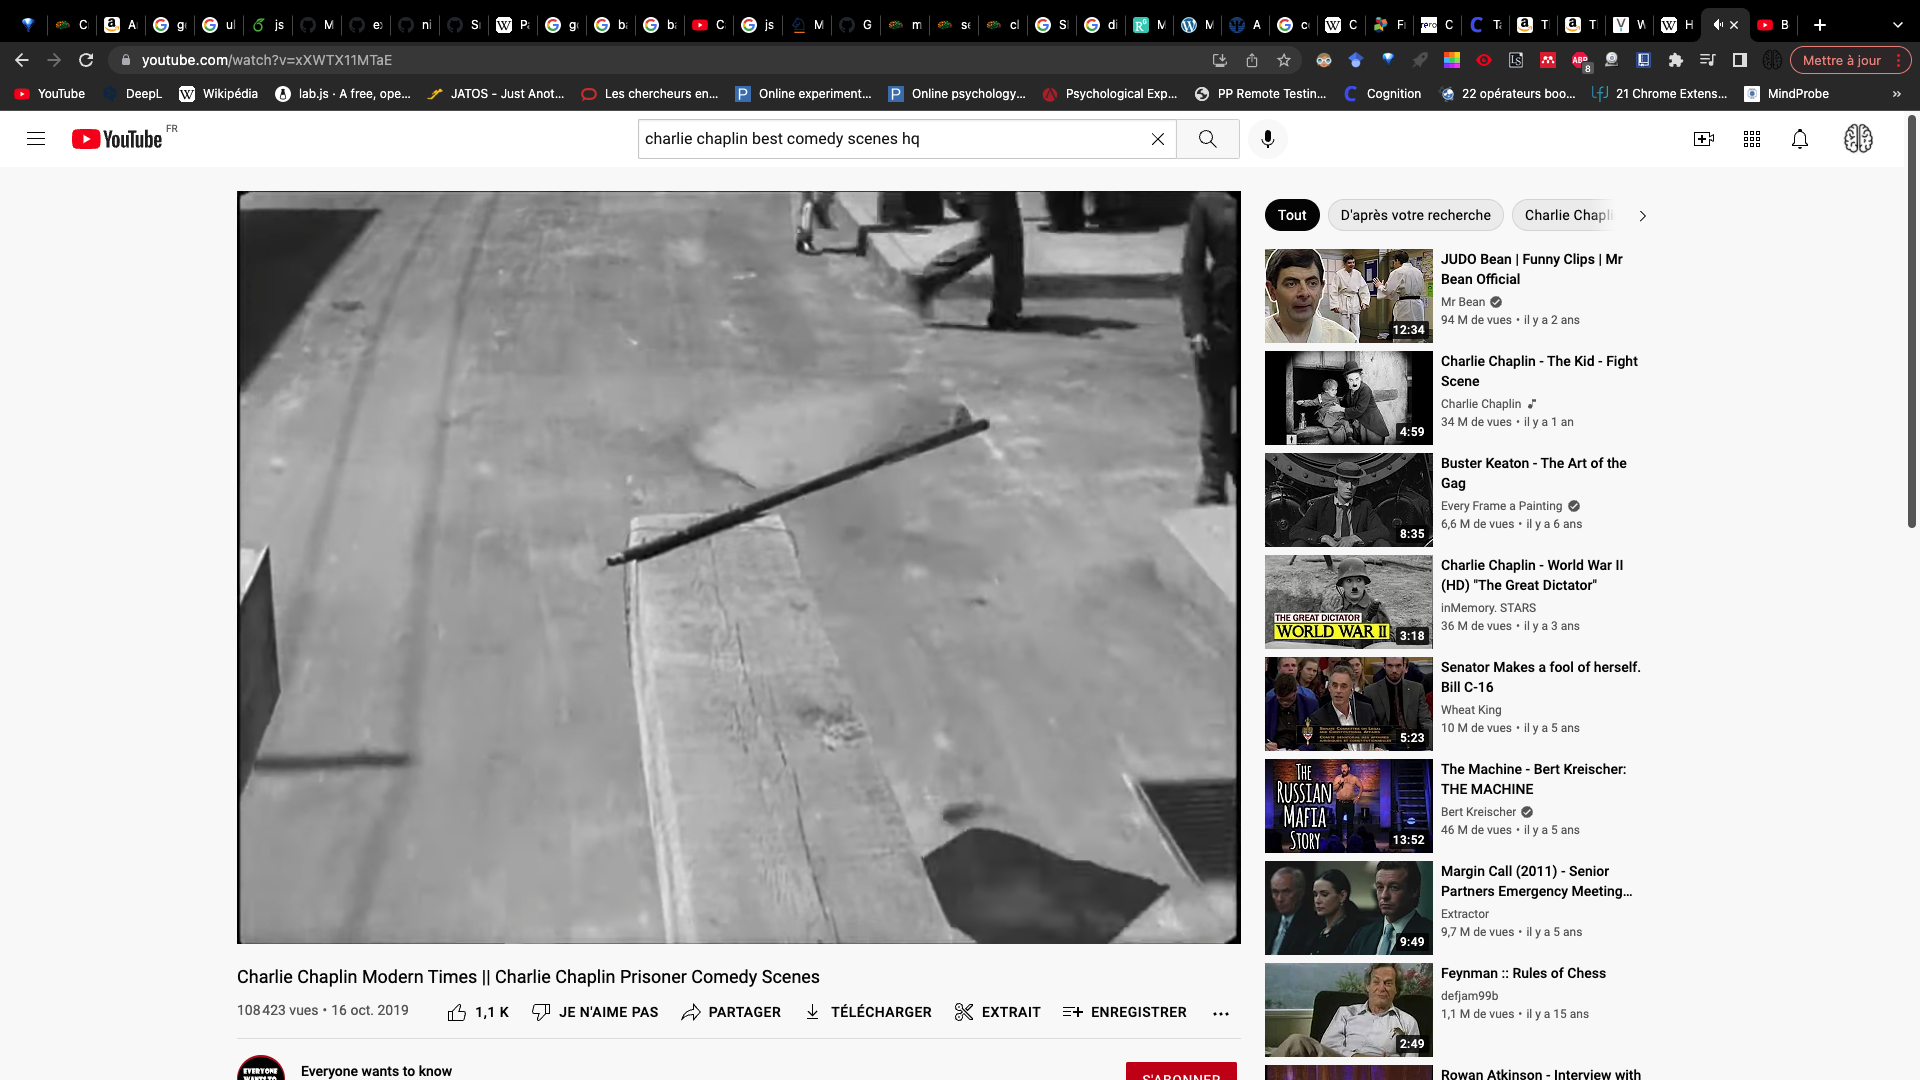 C
A
g
ul
js
M
e
ni
S
P
g
b
b
C
js
M
G
m
s
cl
S
di
M
M
A
c
C
F
C
T
T
T
W
H
B
youtube.com/watch?v=xXWTX11MTaE
ABP
8
Mettre à jour
YouTube
DeepL
Wikipédia
lab.js · A free, ope...
JATOS - Just Anot...
Les chercheurs en...
Online experiment...
Online psychology...
Psychological Exp...
PP Remote Testin...
Cognition
22 opérateurs boo...
21 Chrome Extens...
MindProbe
»
YouTube FR
charlie chaplin best comedy scenes hq
Tout
D'après votre recherche
Charlie Chapli
JUDO Bean | Funny Clips | Mr
Bean Official
Mr Bean
94 M de vues • il y a 2 ans
12:34
Charlie Chaplin - The Kid - Fight
Scene
Charlie Chaplin
34 M de vues • il y a 1 an
4:59
Buster Keaton - The Art of the
Gag
Every Frame a Painting
6,6 M de vues • il y a 6 ans
8:35
Charlie Chaplin - World War II
(HD) "The Great Dictator"
inMemory. STARS
36 M de vues • il y a 3 ans
THE GREAT DICTATOR
WORLD WAR II
3:18
Senator Makes a fool of herself.
Bill C-16
Wheat King
10 M de vues • il y a 5 ans
5:23
The Machine - Bert Kreischer:
THE MACHINE
Bert Kreischer
46 M de vues • il y a 5 ans
THE
RUSSIAN
MAFIA
STORY
13:52
Margin Call (2011) - Senior
Partners Emergency Meeting...
Extractor
9,7 M de vues • il y a 5 ans
9:49
Feynman :: Rules of Chess
defjam99b
1,1 M de vues • il y a 15 ans
2:49
Rowan Atkinson - Interview with
Charlie Chaplin Modern Times || Charlie Chaplin Prisoner Comedy Scenes
108 423 vues • 16 oct. 2019
1,1 K
JE N'AIME PAS
PARTAGER
TÉLÉCHARGER
EXTRAIT
ENREGISTRER
...
EVERYONE
WANTS TO
Everyone wants to know
S'ABONNER